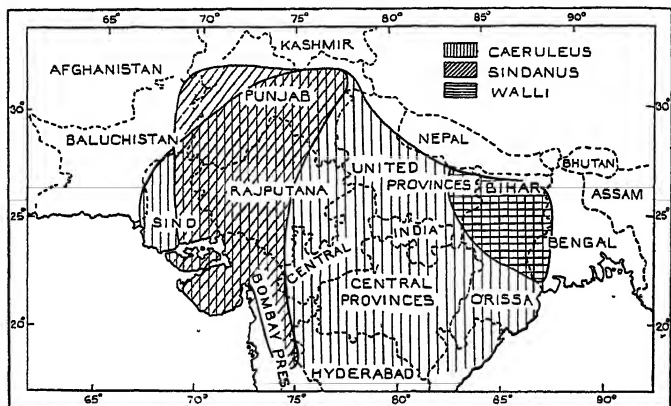 65° 70° 75° 80° 85° 90°
KASHMIR
AFGHANISTAN
CAERULEUS
SINDANUS
WALLI
PUNJAB
30° 30°
BALUCHISTAN
NEPAL
BHUTAN
UNITED
PROVINCES
BIHAR
ASSAM
RAJPUTANA
25° 25°
SIND
INDIA
BENGAL
CENTRAL
CENTRAL
PROVINCES
ORISSA
BOMBAY PRES.
20° 20°
HYDERABAD
65° 70° 75° 80° 85° 90°